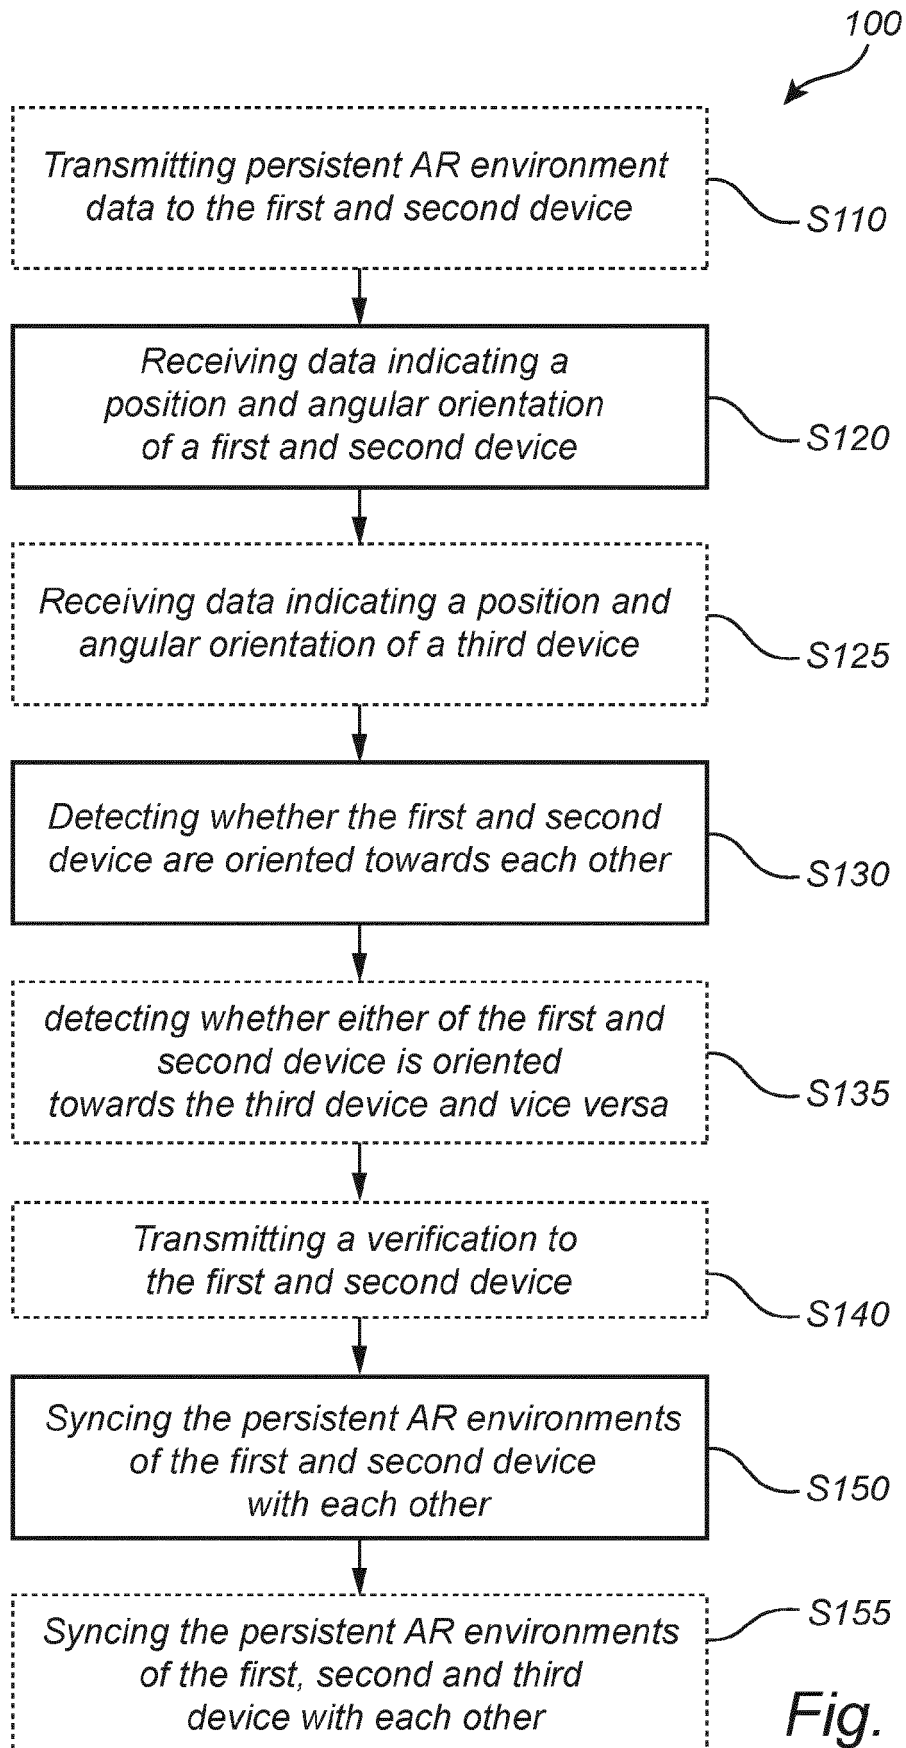 100
Transmitting persistent AR environment
data to the first and second device
S110
Receiving data indicating a
position and angular orientation
of a first and second device
S120
Receiving data indicating a position and
angular orientation of a third device
S125
Detecting whether the first and second
device are oriented towards each other
S130
detecting whether either of the first and
second device is oriented
towards the third device and vice versa
S135
Transmitting a verification to
the first and second device
S140
Syncing the persistent AR environments
of the first and second device
with each other
S150
Syncing the persistent AR environments
of the first, second and third
device with each other
S155
Fig.